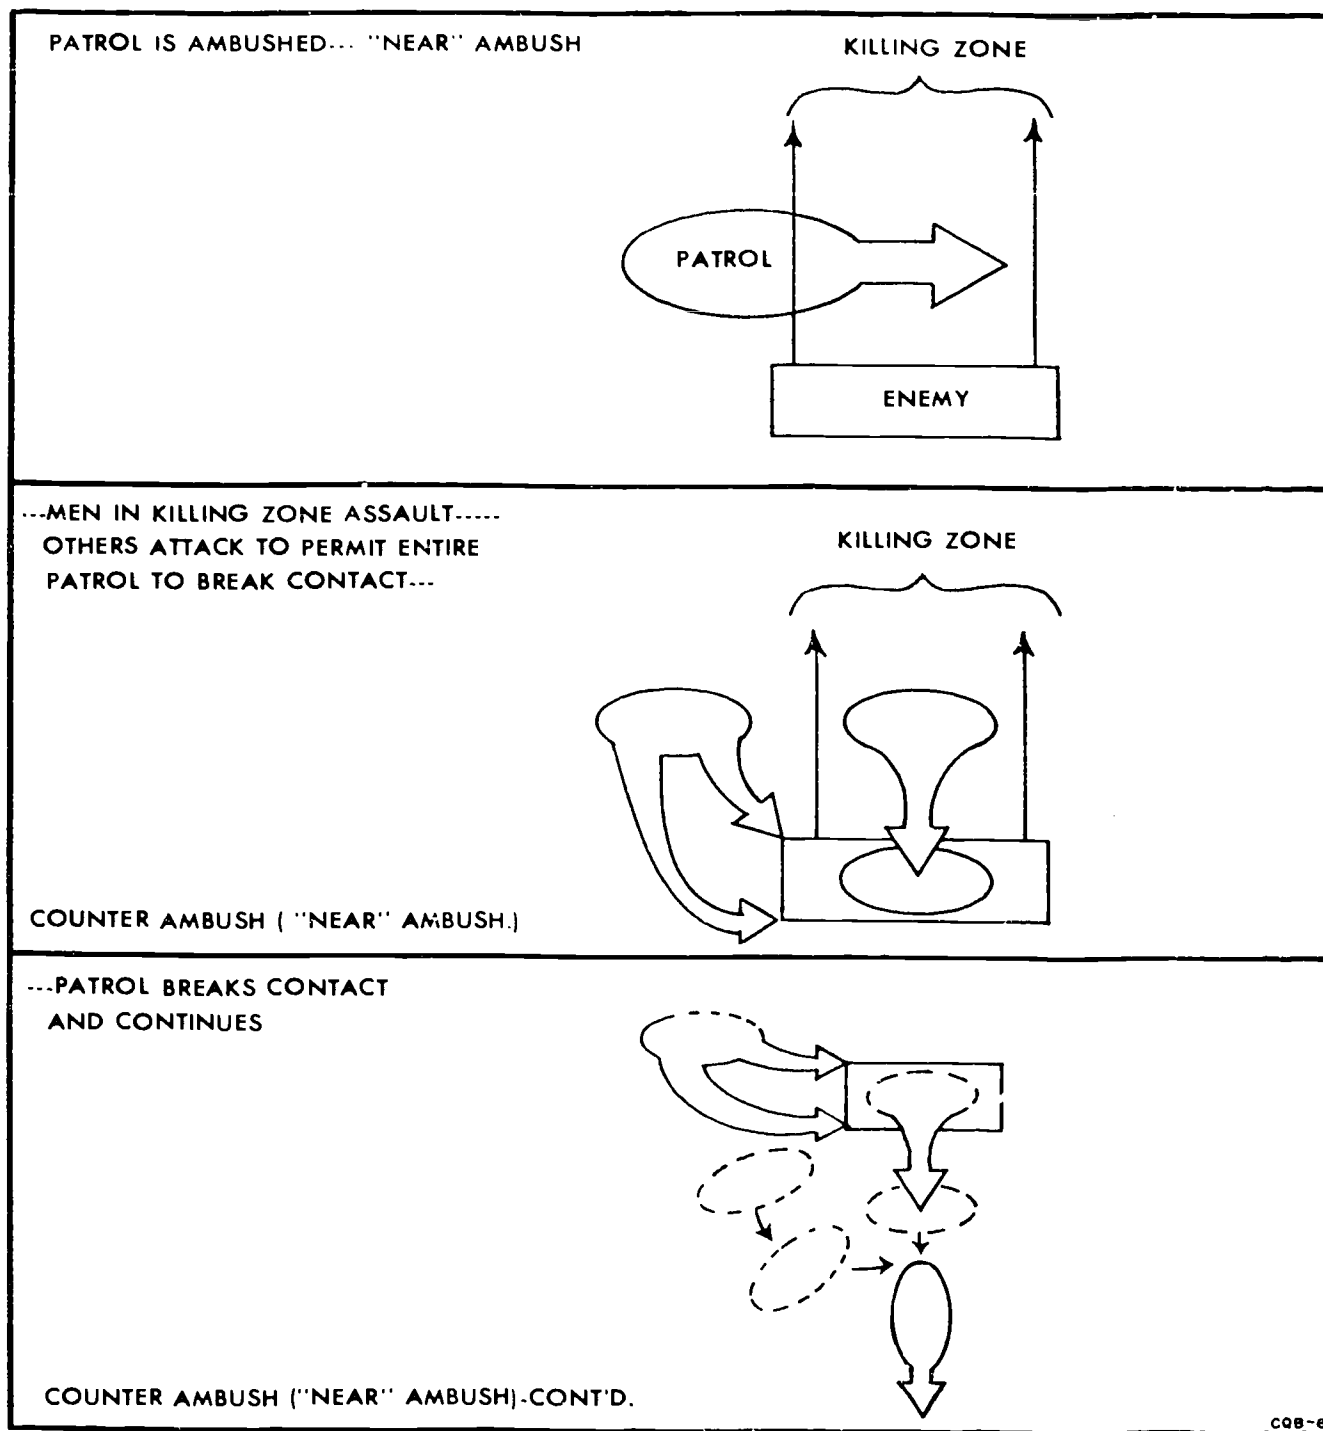 PATROL IS AMBUSHED--- "NEAR" AMBUSH
KILLING ZONE
PATROL
ENEMY
---MEN IN KILLING ZONE ASSAULT-----
OTHERS ATTACK TO PERMIT ENTIRE
PATROL TO BREAK CONTACT---
KILLING ZONE
COUNTER AMBUSH ( "NEAR" AMBUSH.)
---PATROL BREAKS CONTACT
AND CONTINUES
COUNTER AMBUSH ("NEAR" AMBUSH)-CONT'D.